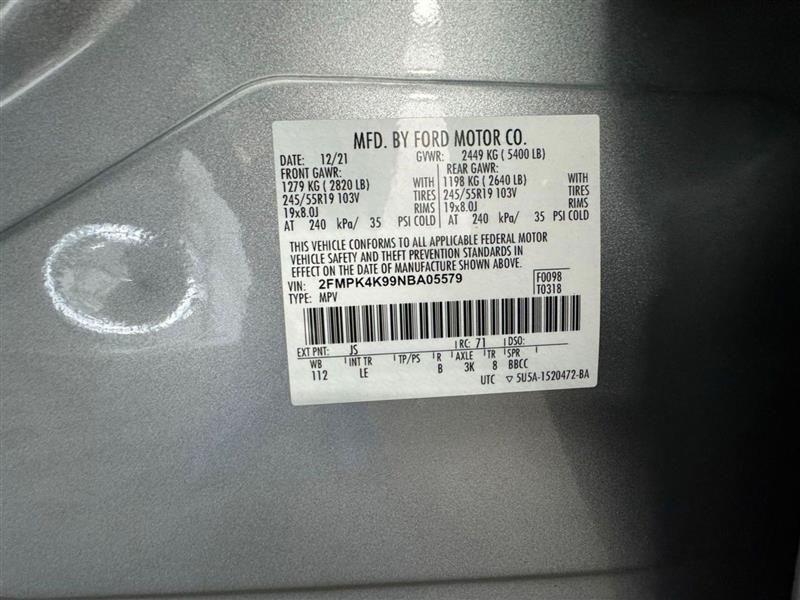 MFD. BY FORD MOTOR CO.
DATE: 12/21 GVWR: 2449 KG ( 5400 LB)
FRONT GAWR: REAR GAWR:
1279 KG ( 2820 LB) WITH 1198 KG ( 2640 LB) WITH
245/55R19 103V TIRES 245/55R19 103V TIRES
19x8.0J RIMS 19x8.0J RIMS
AT 240 kPa/ 35 PSI COLD AT 240 kPa/ 35 PSI COLD
THIS VEHICLE CONFORMS TO ALL APPLICABLE FEDERAL MOTOR
VEHICLE SAFETY AND THEFT PREVENTION STANDARDS IN
EFFECT ON THE DATE OF MANUFACTURE SHOWN ABOVE.
VIN: 2FMPK4K99NBA05579 F0098
TYPE: MPV T0318
EXT PNT: JS RC: 71 DSO:
WB INT TR TP/PS R AXLE TR SPR
112 LE B 3K 8 BBCC
UTC ▽ 5U5A-1520472-BA